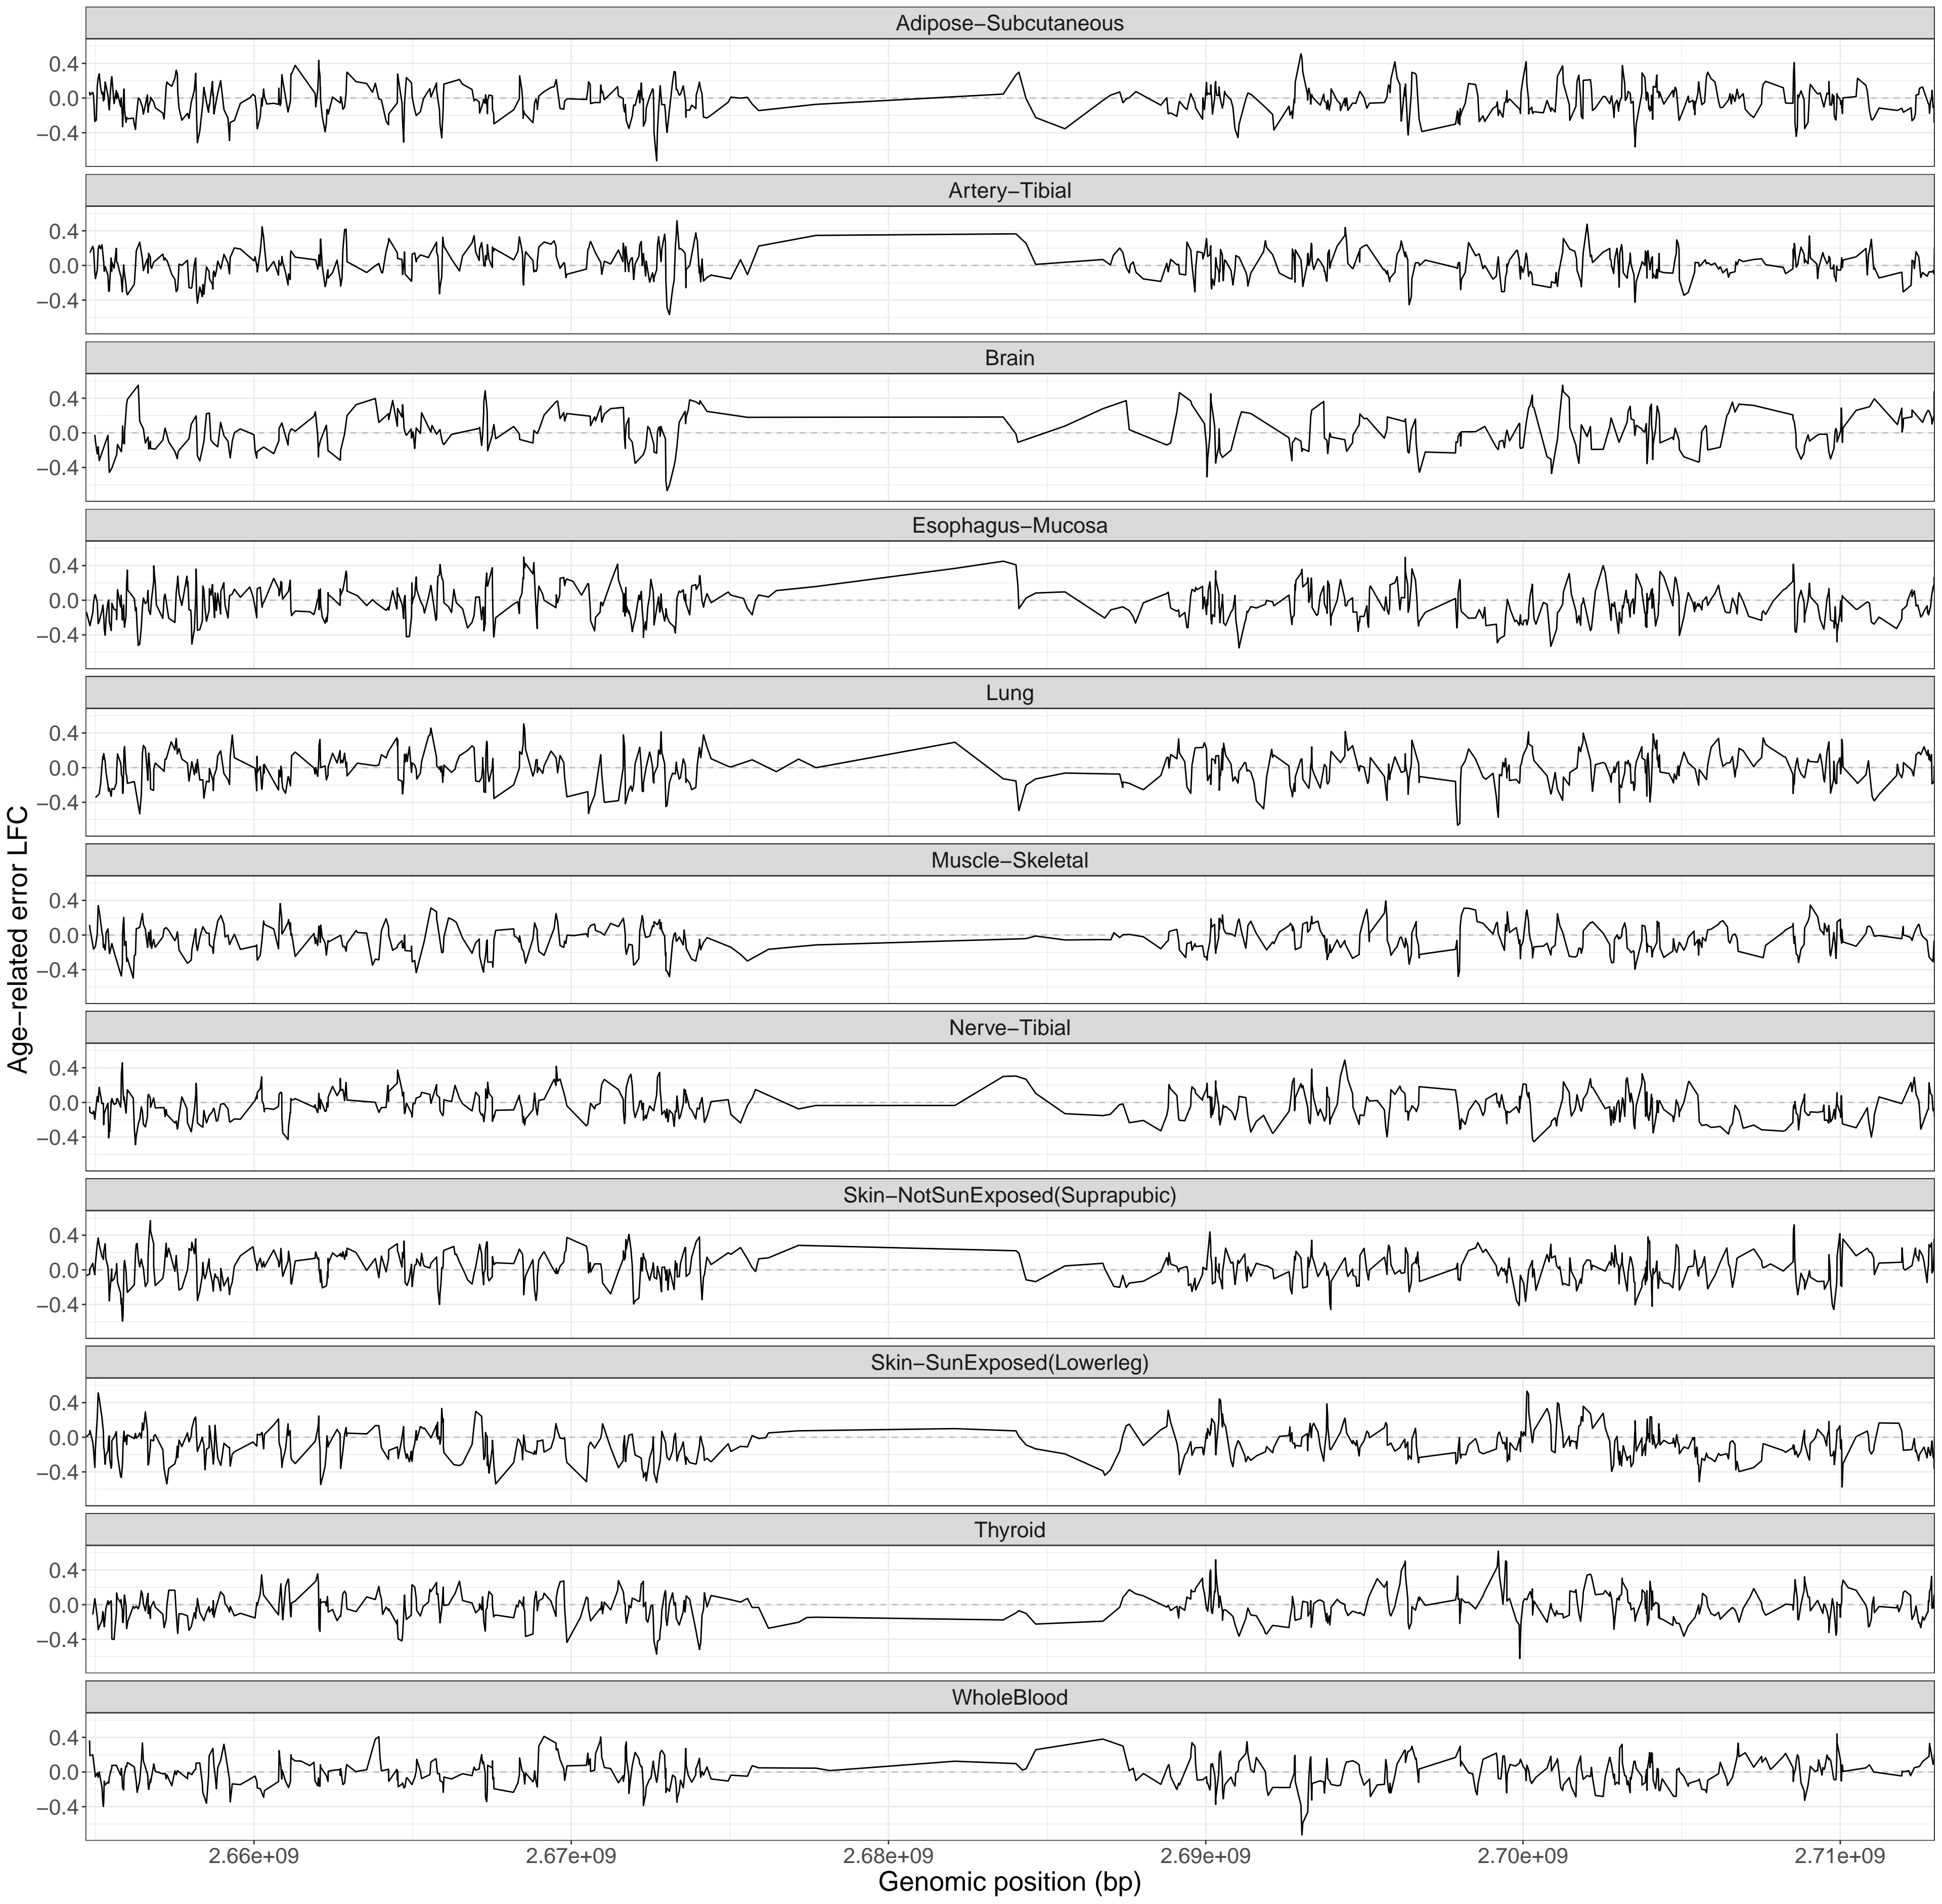 Adipose−Subcutaneous
0.4
0.0
−0.4
Artery−Tibial
0.4
0.0
−0.4
Brain
0.4
0.0
−0.4
Esophagus−Mucosa
0.4
0.0
−0.4
Lung
0.4
0.0
−0.4
Muscle−Skeletal
0.4
0.0
−0.4
Nerve−Tibial
0.4
0.0
−0.4
Skin−NotSunExposed(Suprapubic)
0.4
0.0
−0.4
Skin−SunExposed(Lowerleg)
0.4
0.0
−0.4
Thyroid
0.4
0.0
−0.4
WholeBlood
0.4
0.0
−0.4
Age−related error LFC
2.66e+09 2.67e+09 2.68e+09 2.69e+09 2.70e+09 2.71e+09
Genomic position (bp)